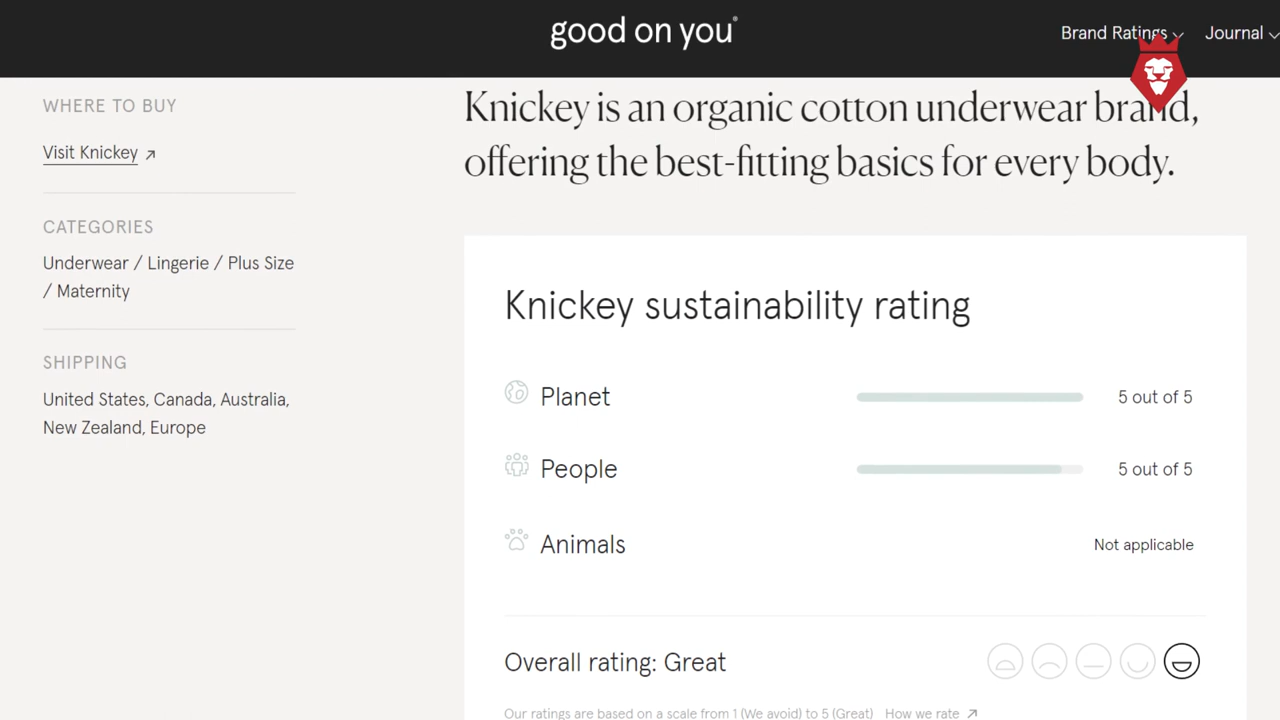 good on you®
Brand Ratings
Journal
WHERE TO BUY
Visit Knickey ↗
CATEGORIES
Underwear / Lingerie / Plus Size
/ Maternity
SHIPPING
United States, Canada, Australia,
New Zealand, Europe
Knickey is an organic cotton underwear brand,
offering the best-fitting basics for every body.
Knickey sustainability rating
Planet 5 out of 5
People 5 out of 5
Animals Not applicable
Overall rating: Great
Our ratings are based on a scale from 1 (We avoid) to 5 (Great) How we rate ↗